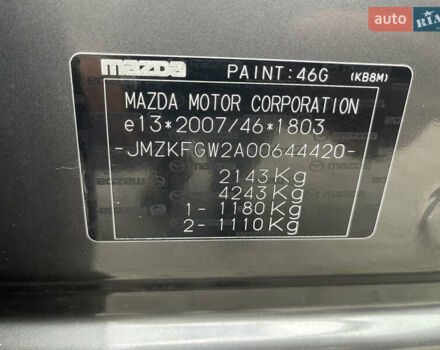 AUTO.RIA
mazda PAINT:46G (KB8M)
MAZDA MOTOR CORPORATION
e13*2007/46*1803
-JMZKFGW2A00644420-
2143Kg
4243Kg
1- 1180Kg
2- 1110Kg